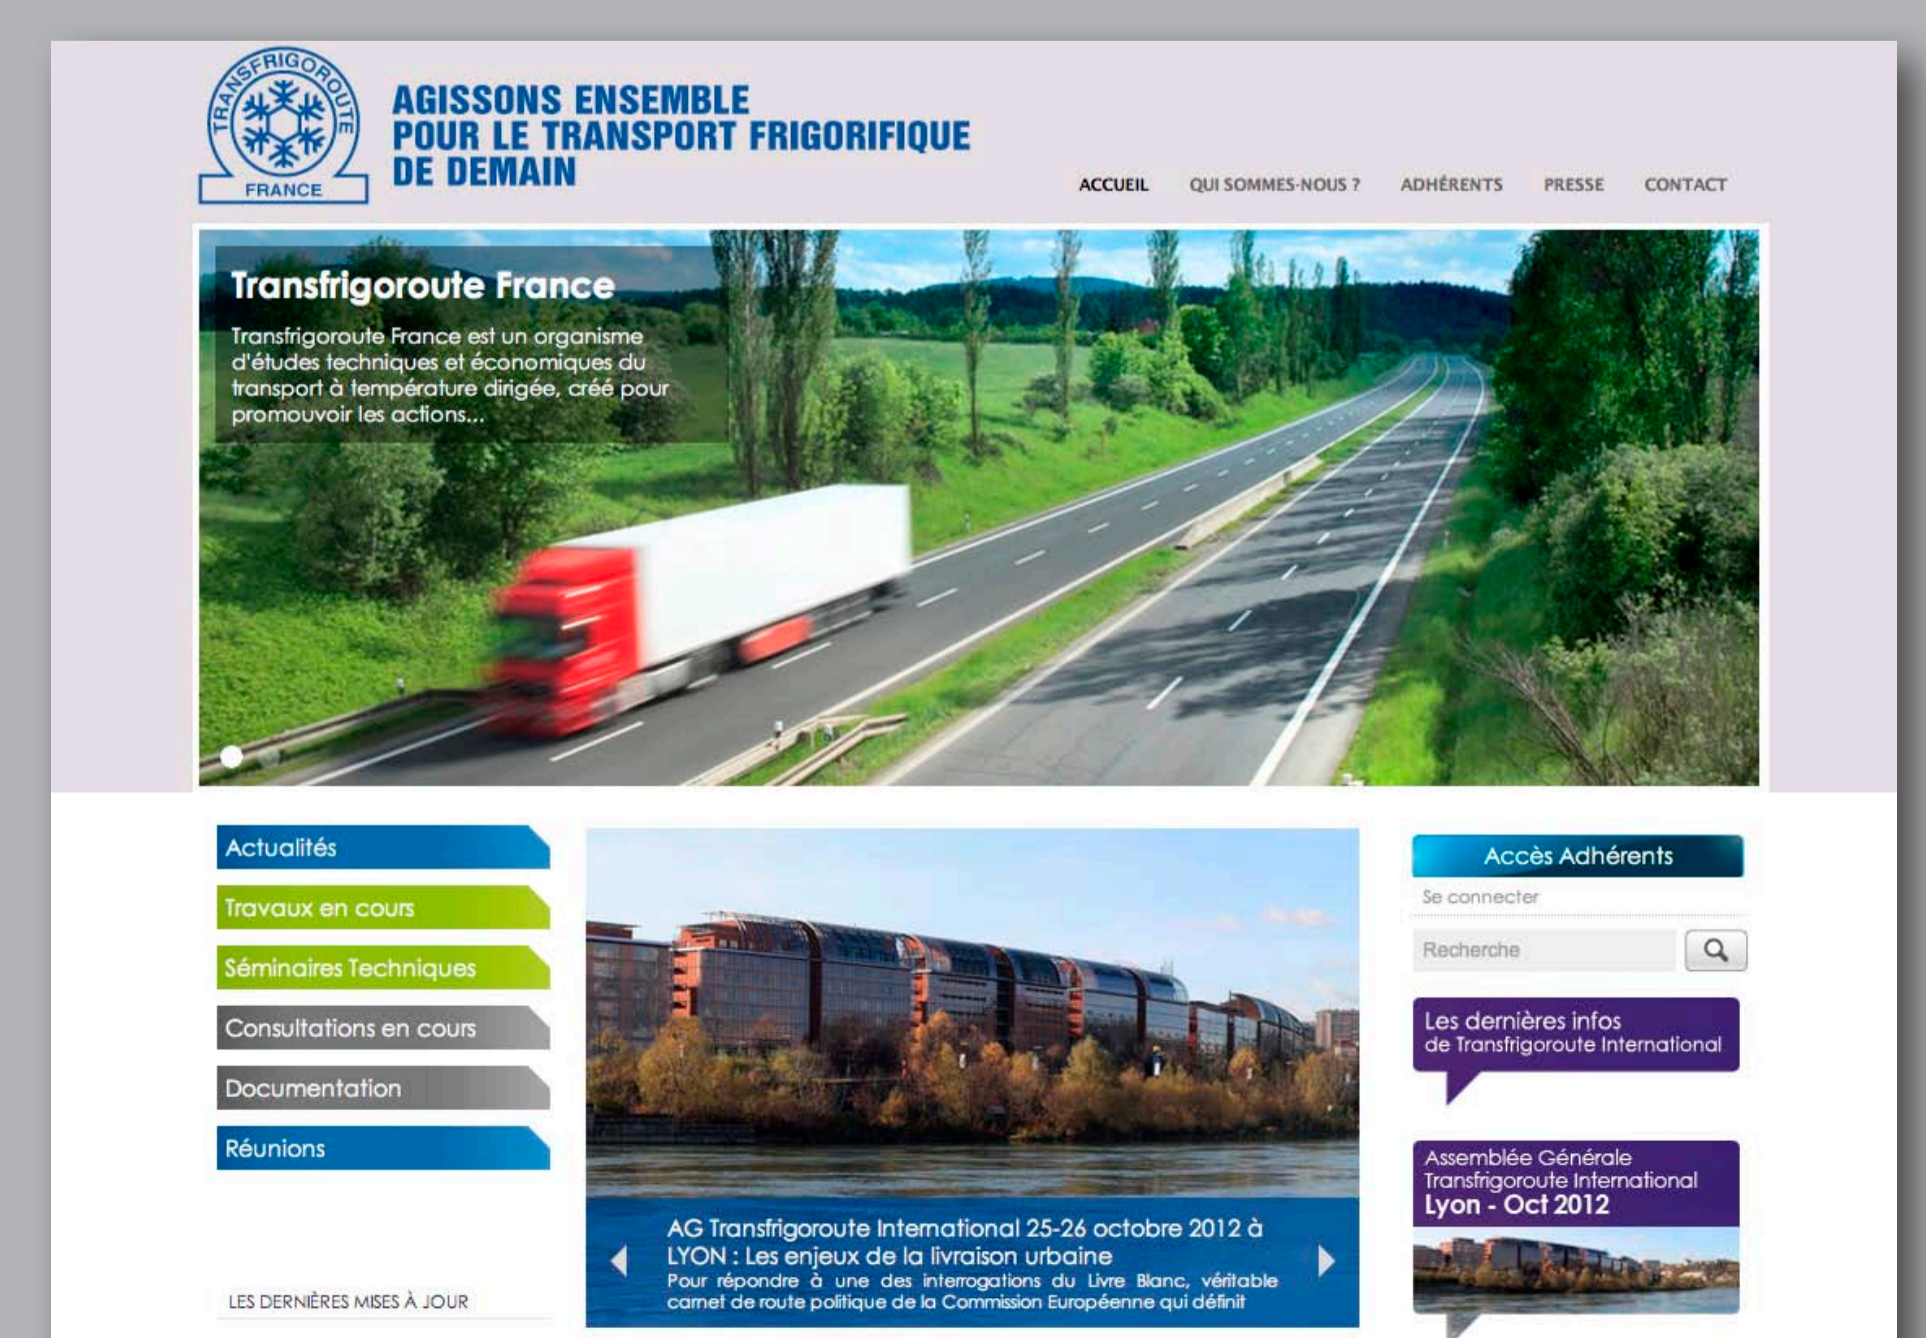 TRANSFRIGOROUTE
FRANCE
AGISSONS ENSEMBLE
POUR LE TRANSPORT FRIGORIFIQUE
DE DEMAIN
ACCUEIL QUI SOMMES-NOUS ? ADHÉRENTS PRESSE CONTACT
Transfrigoroute France
Transfrigoroute France est un organisme
d'études techniques et économiques du
transport à température dirigée, créé pour
promouvoir les actions...
Actualités
Travaux en cours
Séminaires Techniques
Consultations en cours
Documentation
Réunions
LES DERNIÈRES MISES À JOUR
AG Transfrigoroute International 25-26 octobre 2012 à
LYON : Les enjeux de la livraison urbaine
Pour répondre à une des interrogations du Livre Blanc, véritable
carnet de route politique de la Commission Européenne qui définit
Accès Adhérents
Se connecter
Recherche
Les dernières infos
de Transfrigoroute International
Assemblée Générale
Transfrigoroute International
Lyon - Oct 2012